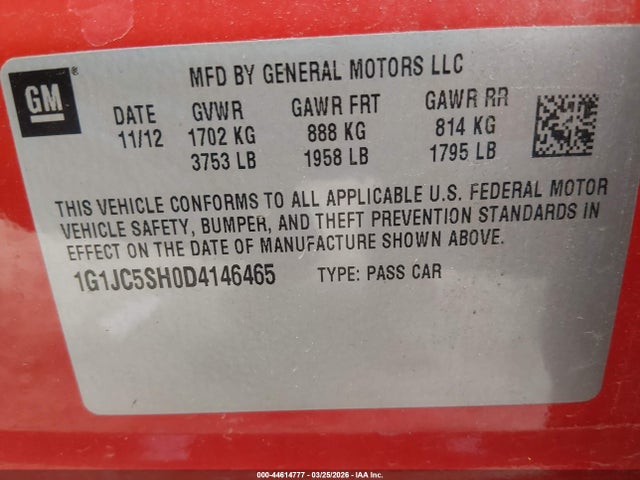 GM ®
MFD BY GENERAL MOTORS LLC
DATE GVWR GAWR FRT GAWR RR
11/12 1702 KG 888 KG 814 KG
3753 LB 1958 LB 1795 LB
THIS VEHICLE CONFORMS TO ALL APPLICABLE U.S. FEDERAL MOTOR
VEHICLE SAFETY, BUMPER, AND THEFT PREVENTION STANDARDS IN
EFFECT ON THE DATE OF MANUFACTURE SHOWN ABOVE.
1G1JC5SH0D4146465 TYPE: PASS CAR
000-44614777 - 03/25/2026 - IAA Inc.